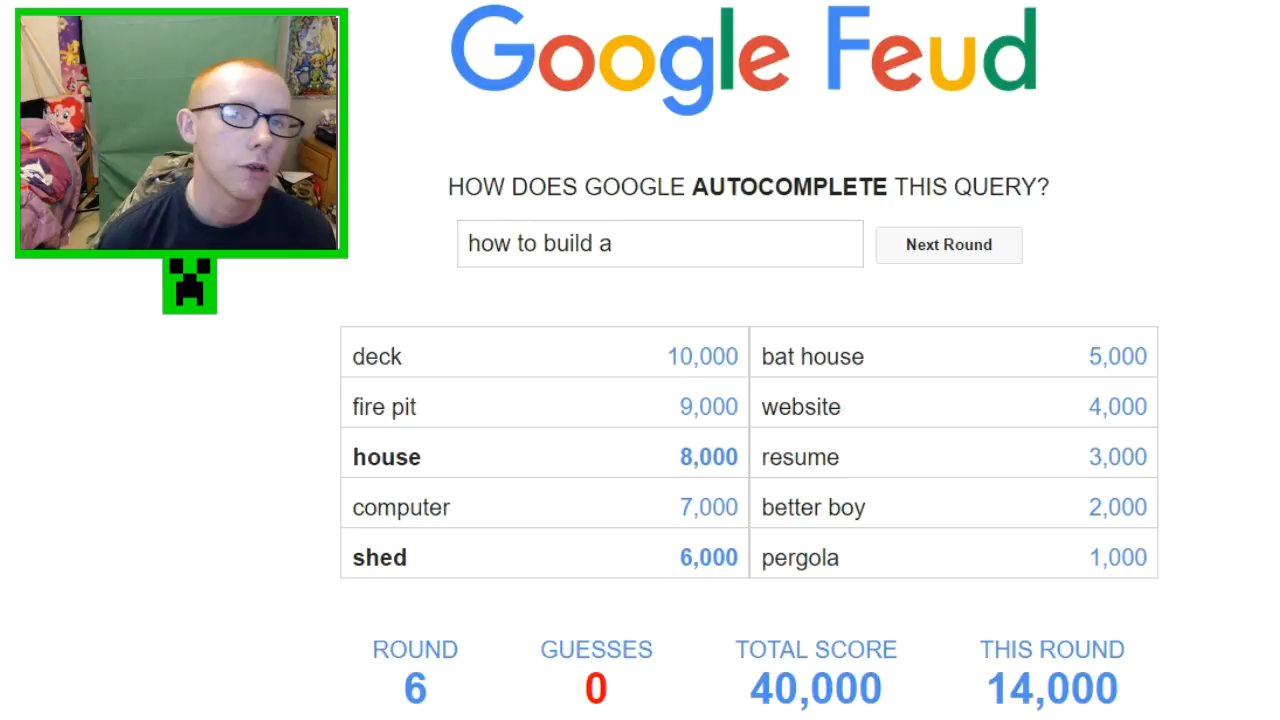 Google Feud
HOW DOES GOOGLE AUTOCOMPLETE THIS QUERY?
how to build a
Next Round
deck 10,000 bat house 5,000
fire pit 9,000 website 4,000
house 8,000 resume 3,000
computer 7,000 better boy 2,000
shed 6,000 pergola 1,000
ROUND GUESSES TOTAL SCORE THIS ROUND
6 0 40,000 14,000